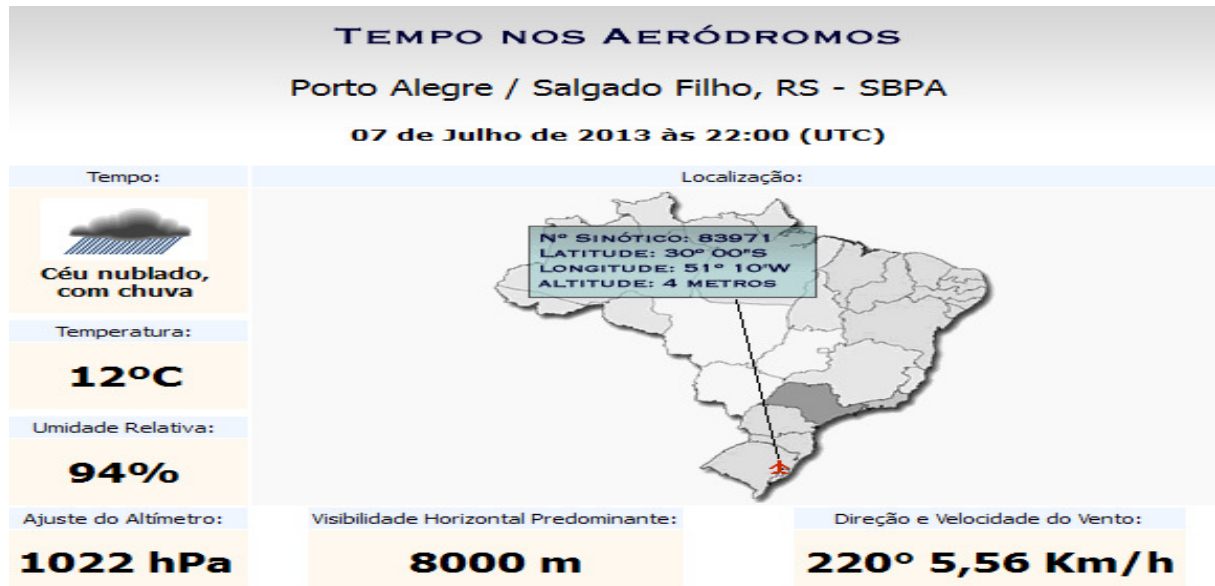 TEMPO NOS AERÓDROMOS
Porto Alegre / Salgado Filho, RS - SBPA
07 de Julho de 2013 às 22:00 (UTC)
Tempo:
Localização:
Céu nublado,
com chuva
Nº SINÓTICO: 83971
LATITUDE: 30º 00"S
LONGITUDE: 51º 10'W
ALTITUDE: 4 METROS
Temperatura:
12ºC
Umidade Relativa:
94%
Ajuste do Altímetro:
Visibilidade Horizontal Predominante:
Direção e Velocidade do Vento:
1022 hPa
8000 m
220º 5,56 Km/h